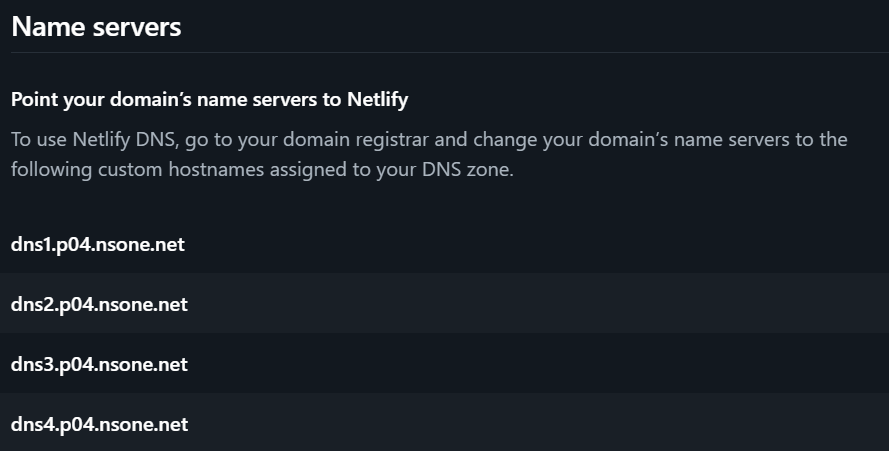 Name servers
Point your domain’s name servers to Netlify
To use Netlify DNS, go to your domain registrar and change your domain’s name servers to the
following custom hostnames assigned to your DNS zone.
dns1.p04.nsone.net
dns2.p04.nsone.net
dns3.p04.nsone.net
dns4.p04.nsone.net